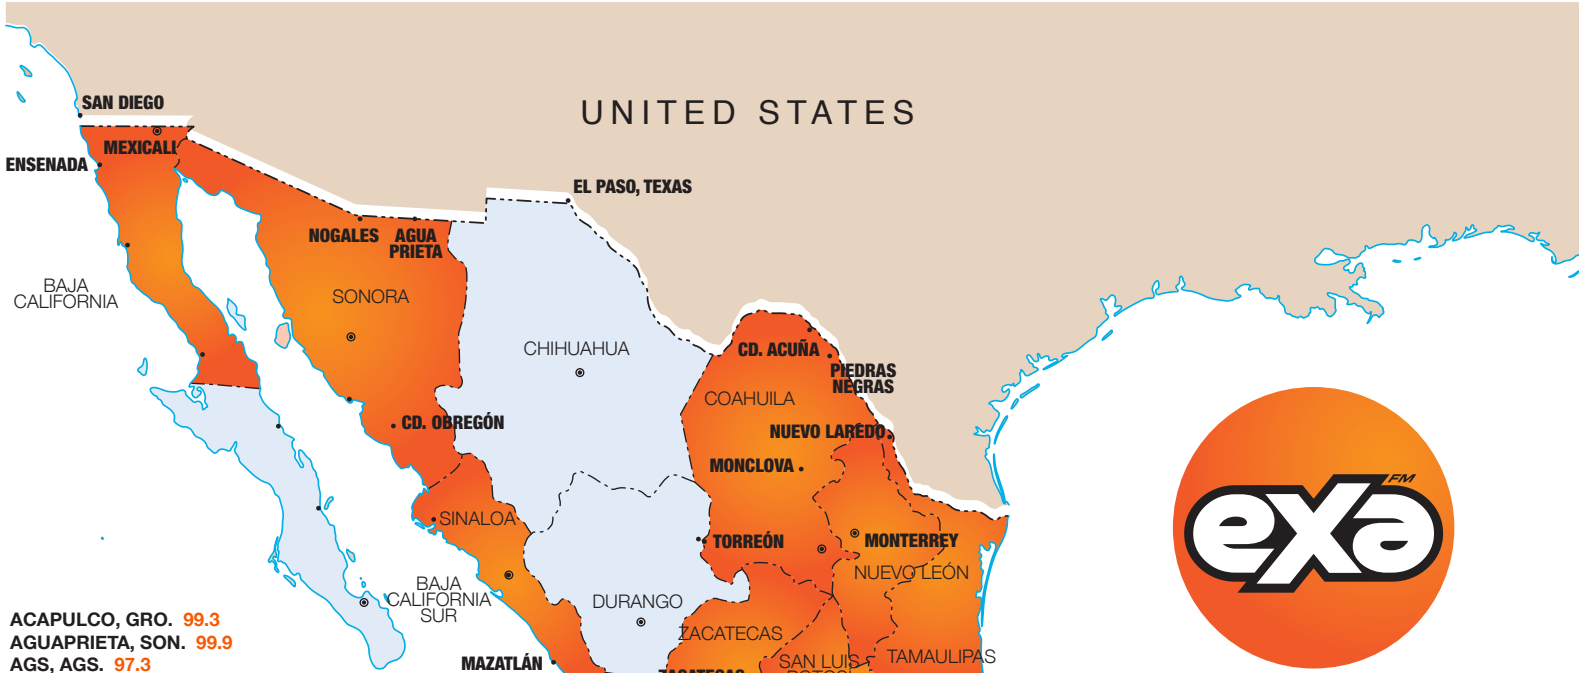 SAN DIEGO
UNITED STATES
MEXICALI
ENSENADA
EL PASO, TEXAS
NOGALES
AGUA
PRIETA
BAJA
CALIFORNIA
SONORA
CHIHUAHUA
CD. ACUÑA
PIEDRAS
NEGRAS
COAHUILA
CD. OBREGÓN
NUEVO LAREDO
MONCLOVA
exa
FM
SINALOA
TORREÓN
MONTERREY
NUEVO LEÓN
BAJA
CALIFORNIA
SUR
DURANGO
ACAPULCO, GRO. 99.3
AGUAPRIETA, SON. 99.9
AGS, AGS. 97.3
MAZATLÁN
ZACATECAS
ZACATECAS
SAN LUIS
POTOSÍ
TAMAULIPAS